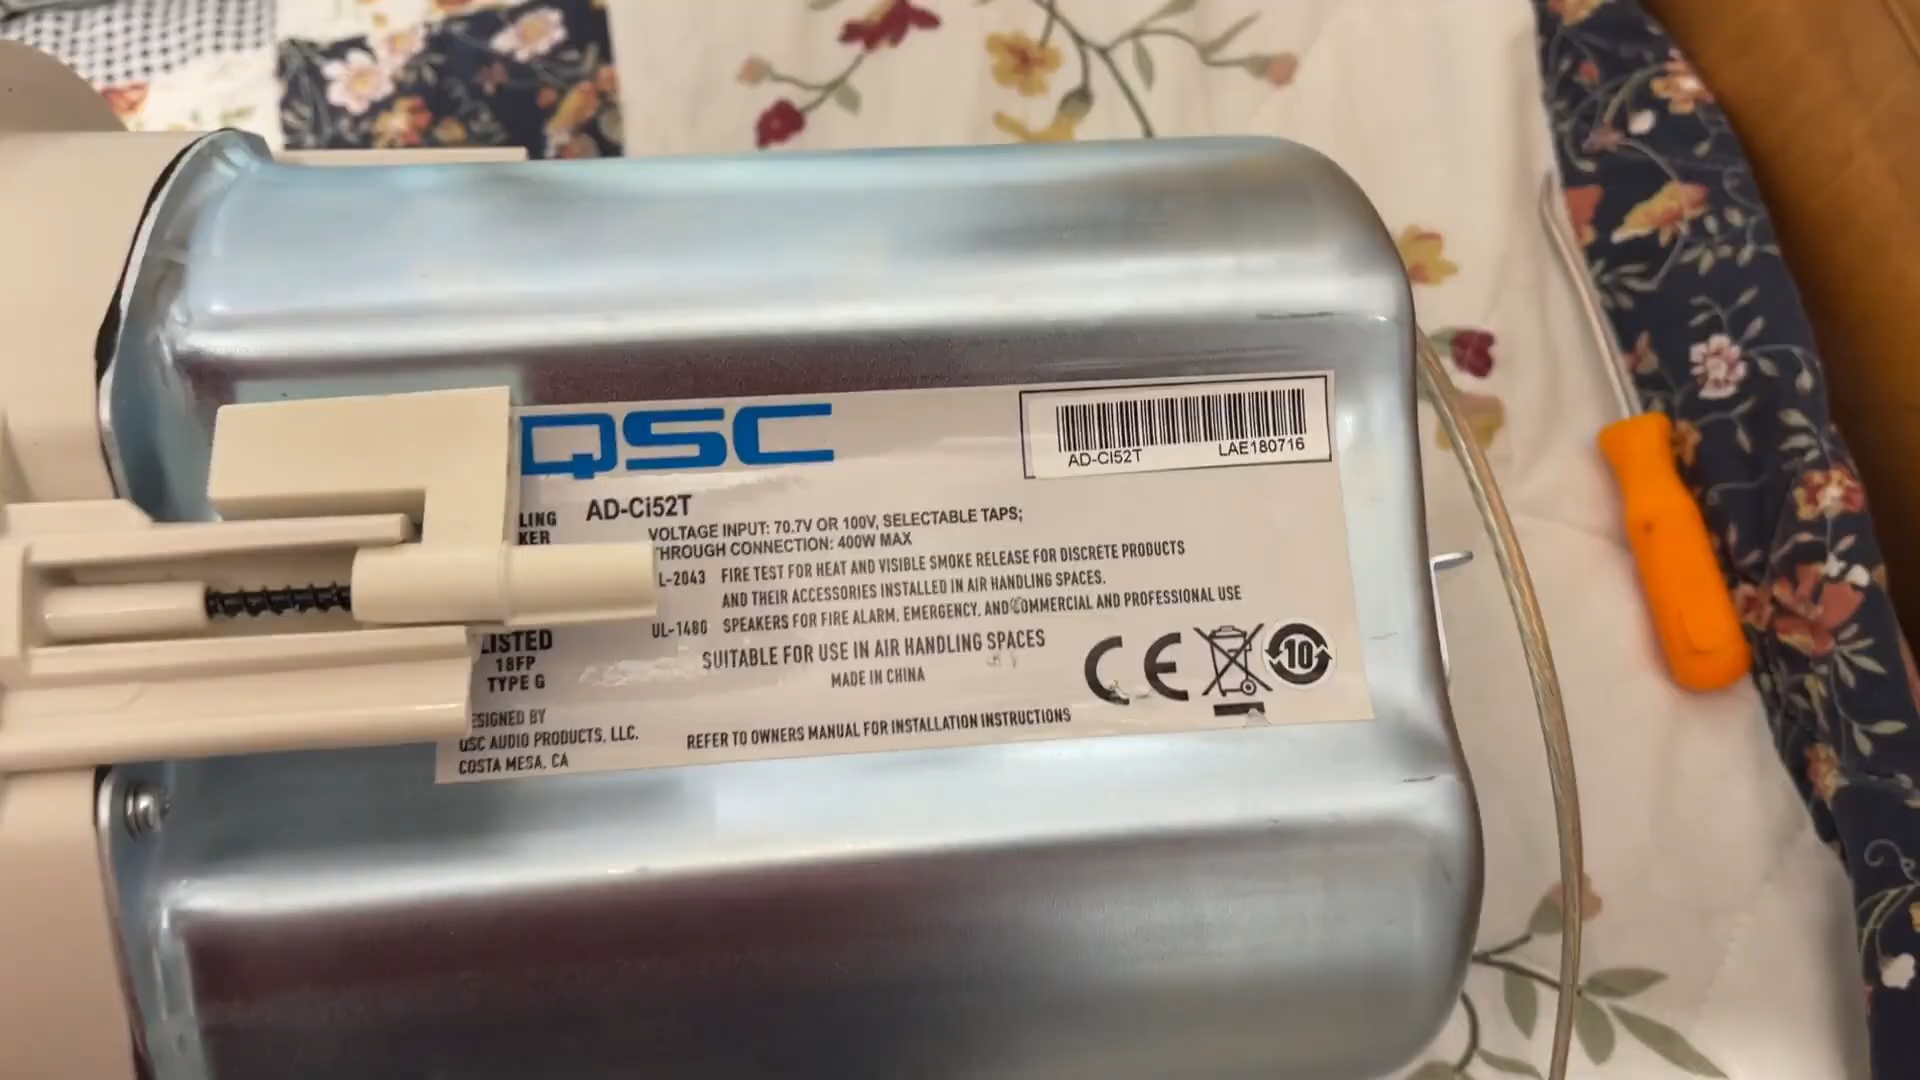 QSC
AD-CI52T LAE180716
AD-Ci52T
LING
KER
VOLTAGE INPUT: 70.7V OR 100V, SELECTABLE TAPS;
THROUGH CONNECTION: 400W MAX
L-2043 FIRE TEST FOR HEAT AND VISIBLE SMOKE RELEASE FOR DISCRETE PRODUCTS
AND THEIR ACCESSORIES INSTALLED IN AIR HANDLING SPACES.
UL-1480 SPEAKERS FOR FIRE ALARM, EMERGENCY, AND COMMERCIAL AND PROFESSIONAL USE
LISTED
18FP
TYPE G
SUITABLE FOR USE IN AIR HANDLING SPACES
MADE IN CHINA
CE
10
ESIGNED BY
QSC AUDIO PRODUCTS, LLC.
COSTA MESA, CA
REFER TO OWNERS MANUAL FOR INSTALLATION INSTRUCTIONS